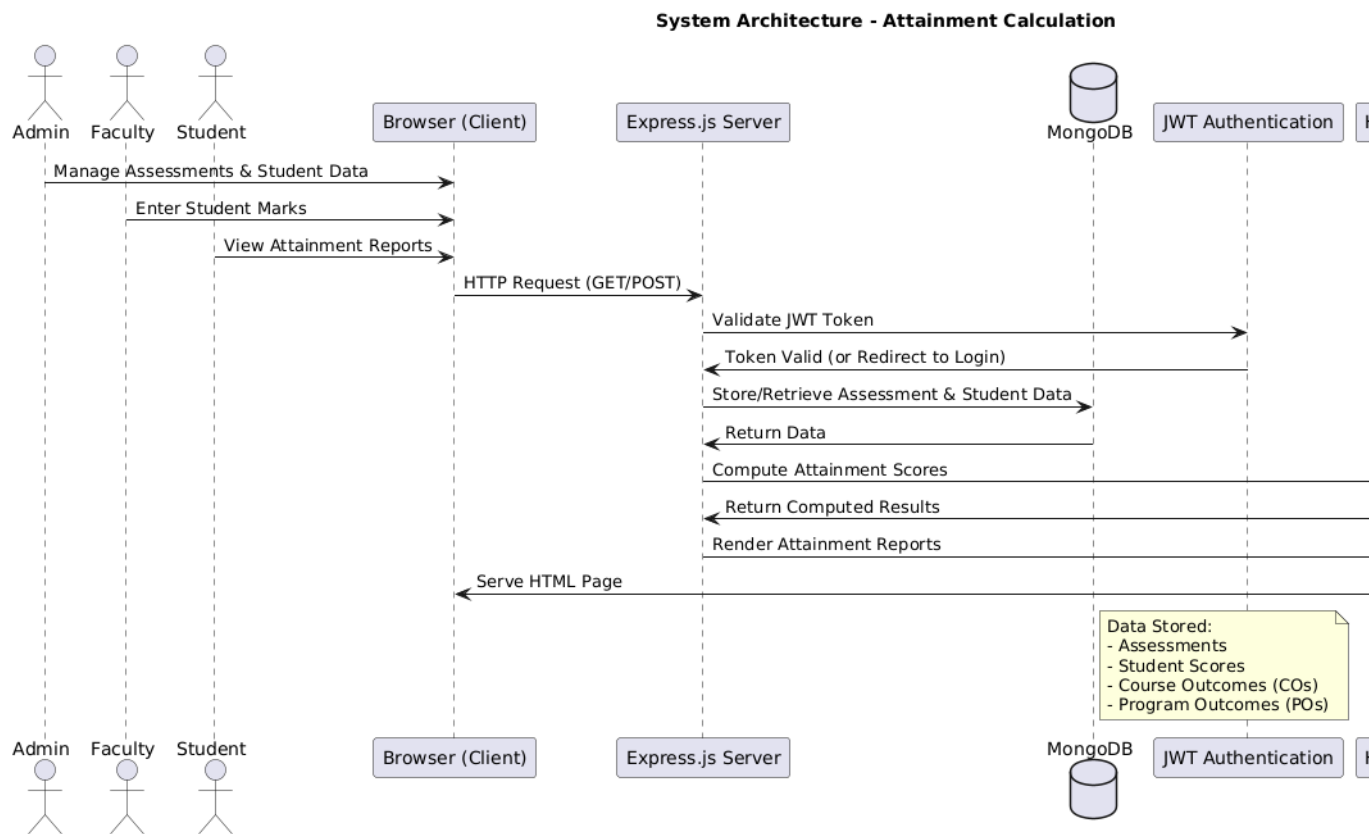 System Architecture - Attainment Calculation
Admin
Faculty
Student
Browser (Client)
Express.js Server
MongoDB
JWT Authentication
Manage Assessments & Student Data
Enter Student Marks
View Attainment Reports
HTTP Request (GET/POST)
Validate JWT Token
Token Valid (or Redirect to Login)
Store/Retrieve Assessment & Student Data
Return Data
Compute Attainment Scores
Return Computed Results
Render Attainment Reports
Serve HTML Page
Data Stored:
- Assessments
- Student Scores
- Course Outcomes (COs)
- Program Outcomes (POs)
Admin
Faculty
Student
Browser (Client)
Express.js Server
MongoDB
JWT Authentication